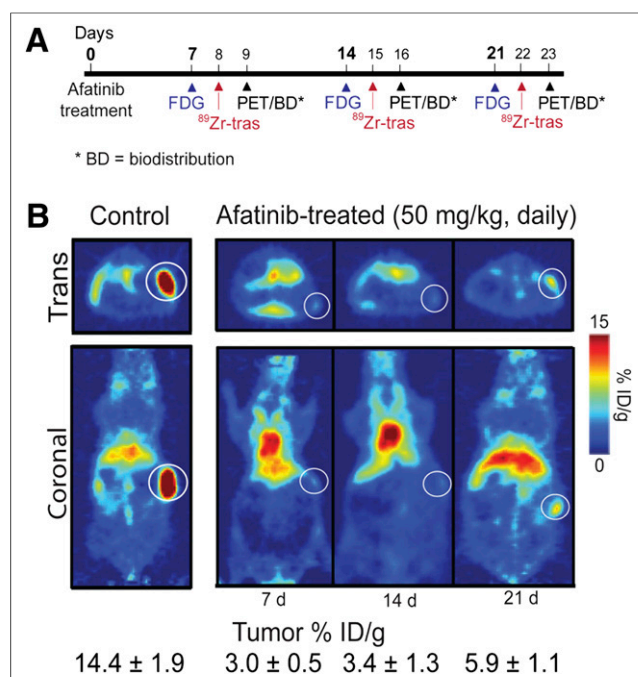 A
Days
0 7 8 9 14 15 16 21 22 23
Afatinib treatment
FDG PET/BD* FDG PET/BD* FDG PET/BD*
⁸⁹Zr-tras ⁸⁹Zr-tras ⁸⁹Zr-tras
* BD = biodistribution
B
Control Afatinib-treated (50 mg/kg, daily)
Trans
Coronal
15
% ID/g
0
7 d 14 d 21 d
Tumor % ID/g
14.4 ± 1.9 3.0 ± 0.5 3.4 ± 1.3 5.9 ± 1.1